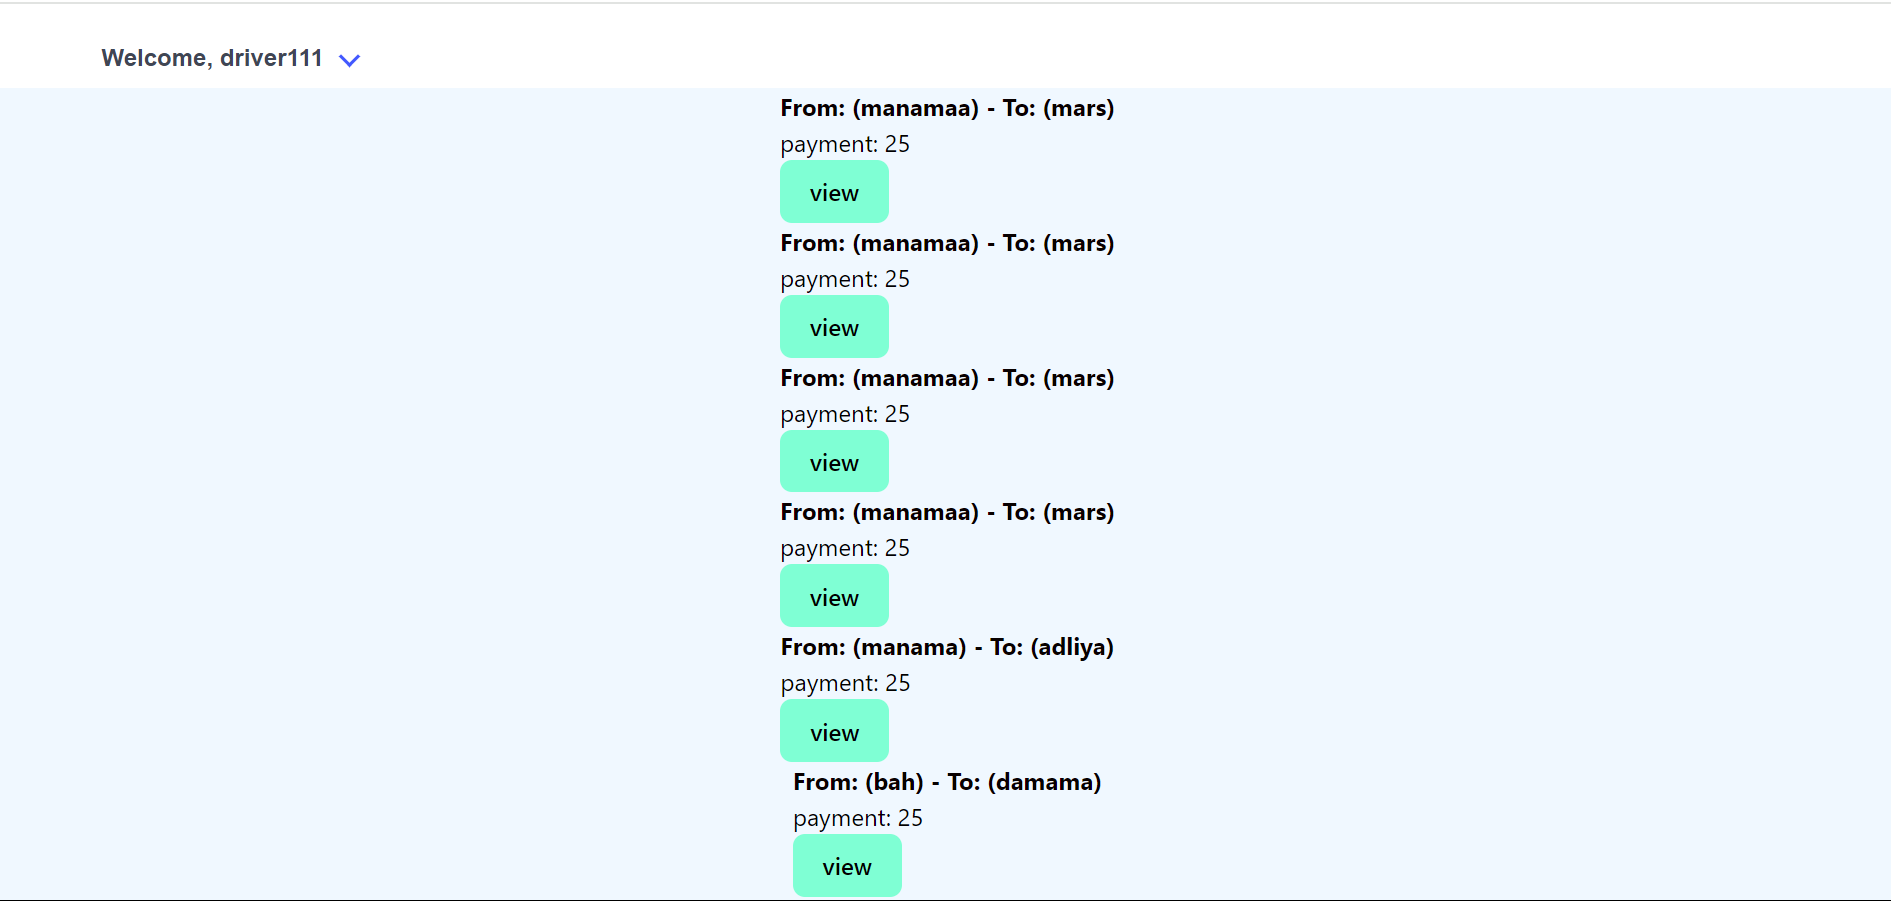 Welcome, driver111
From: (manamaa) - To: (mars)
payment: 25
view
From: (manamaa) - To: (mars)
payment: 25
view
From: (manamaa) - To: (mars)
payment: 25
view
From: (manamaa) - To: (mars)
payment: 25
view
From: (manama) - To: (adliya)
payment: 25
view
From: (bah) - To: (damama)
payment: 25
view